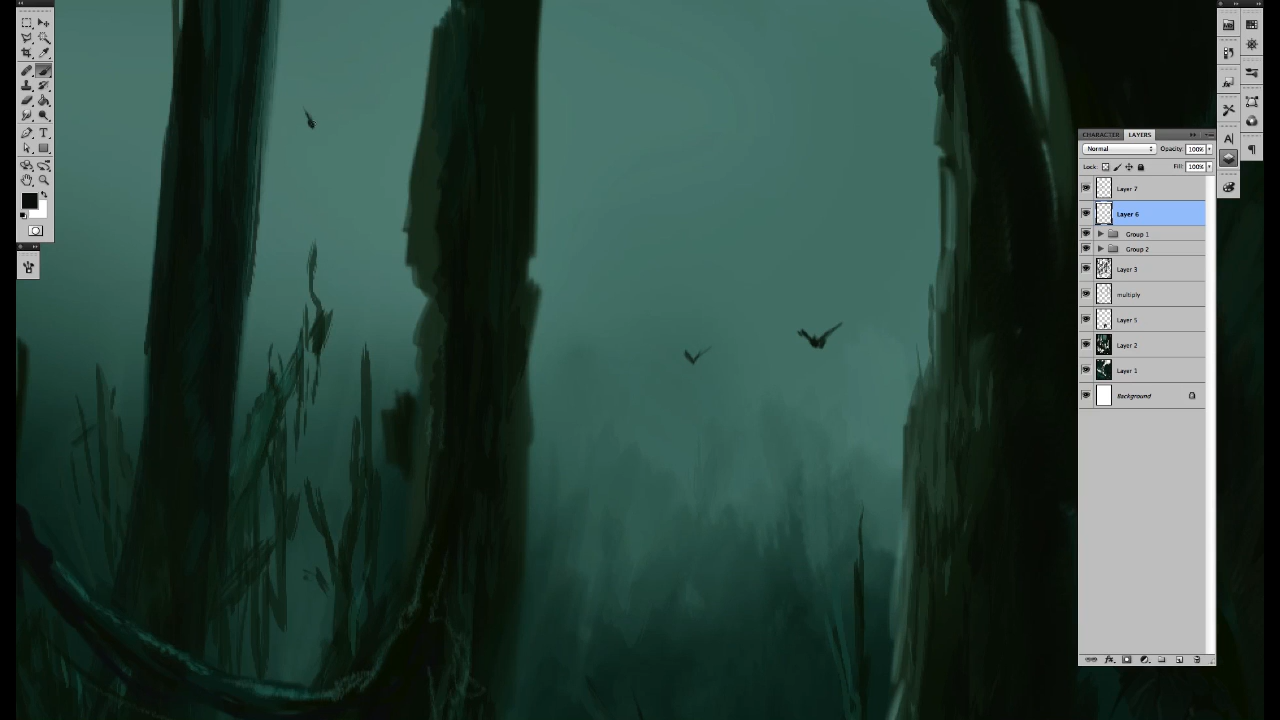 CHARACTER LAYERS
Normal Opacity: 100%
Lock: Fill: 100%
Layer 7
Layer 6
Group 1
Group 2
Layer 3
multiply
Layer 5
Layer 2
Layer 1
Background